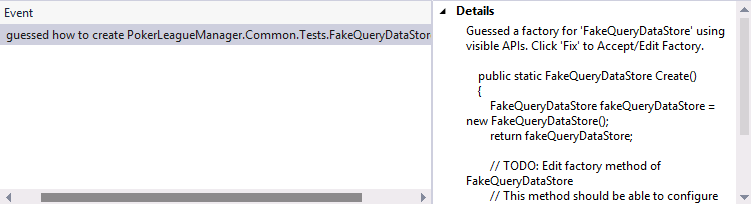 Event
guessed how to create PokerLeagueManager.Common.Tests.FakeQueryDataStor
Details
Guessed a factory for 'FakeQueryDataStore' using
visible APIs. Click 'Fix' to Accept/Edit Factory.
public static FakeQueryDataStore Create()
{
FakeQueryDataStore fakeQueryDataStore =
new FakeQueryDataStore();
return fakeQueryDataStore;
// TODO: Edit factory method of
FakeQueryDataStore
// This method should be able to configure